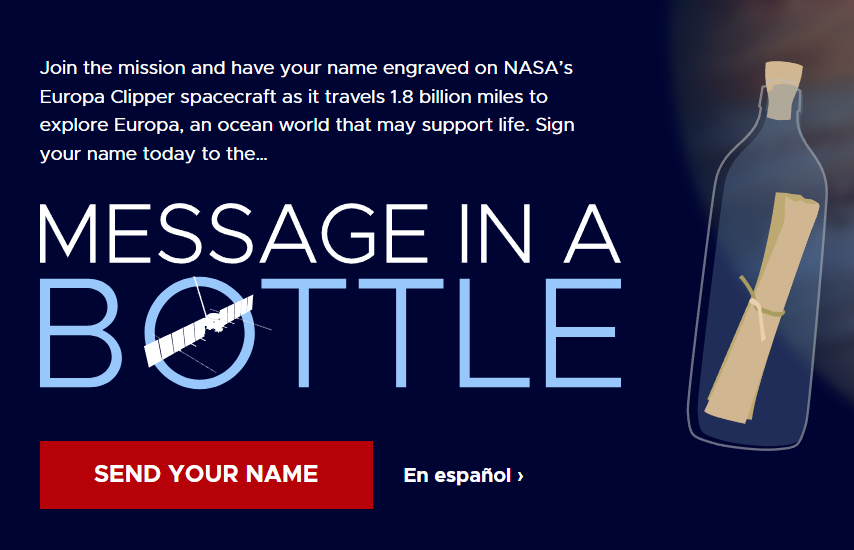 Join the mission and have your name engraved on NASA’s
Europa Clipper spacecraft as it travels 1.8 billion miles to
explore Europa, an ocean world that may support life. Sign
your name today to the…
MESSAGE IN A
BOTTLE
SEND YOUR NAME
En español ›